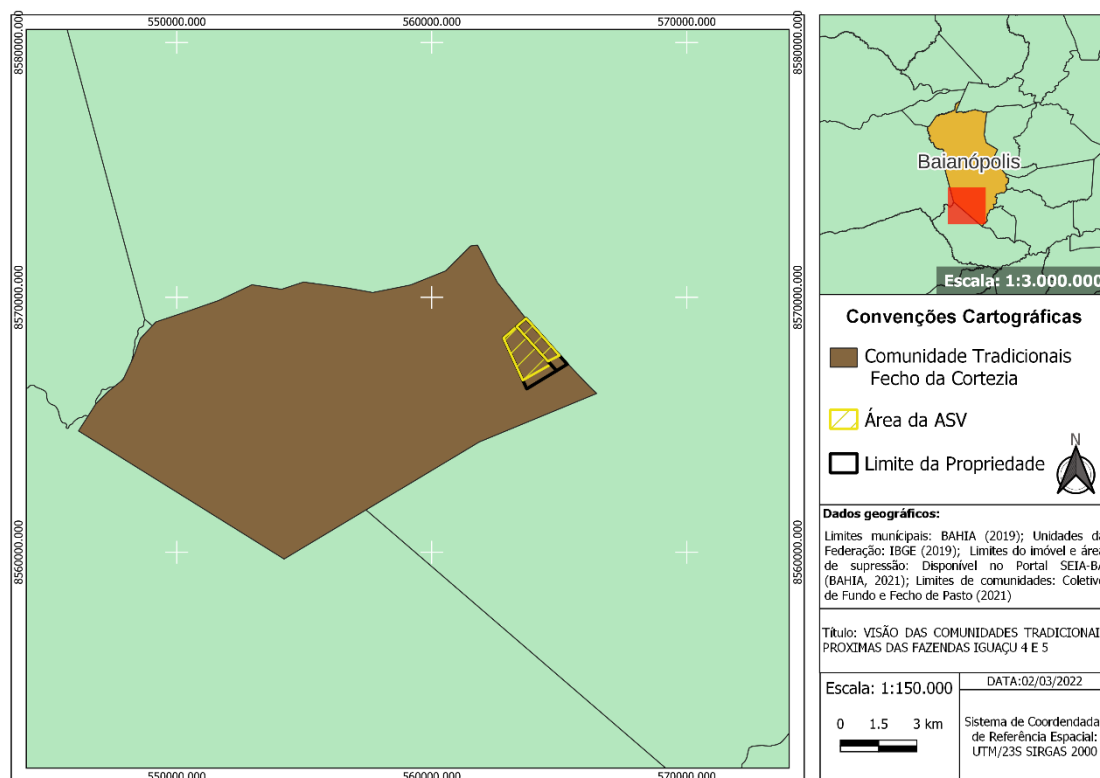 550000.000 560000.000 570000.000
8580000.000 8580000.000
8570000.000 8570000.000
8560000.000 8560000.000
550000.000 560000.000 570000.000
Baianópolis
Escala: 1:3.000.000
Convenções Cartográficas
Comunidade Tradicionais
Fecho da Cortezia
Área da ASV
Limite da Propriedade
N
Dados geográficos:
Limites municipais: BAHIA (2019); Unidades da
Federação: IBGE (2019); Limites do imóvel e área
de supressão: Disponível no Portal SEIA-BA
(BAHIA, 2021); Limites de comunidades: Coletivo
de Fundo e Fecho de Pasto (2021)
Título: VISÃO DAS COMUNIDADES TRADICIONAI
PROXIMAS DAS FAZENDAS IGUAÇU 4 E 5
Escala: 1:150.000
0 1.5 3 km
DATA:02/03/2022
Sistema de Coordendada
de Referência Espacial:
UTM/23S SIRGAS 2000